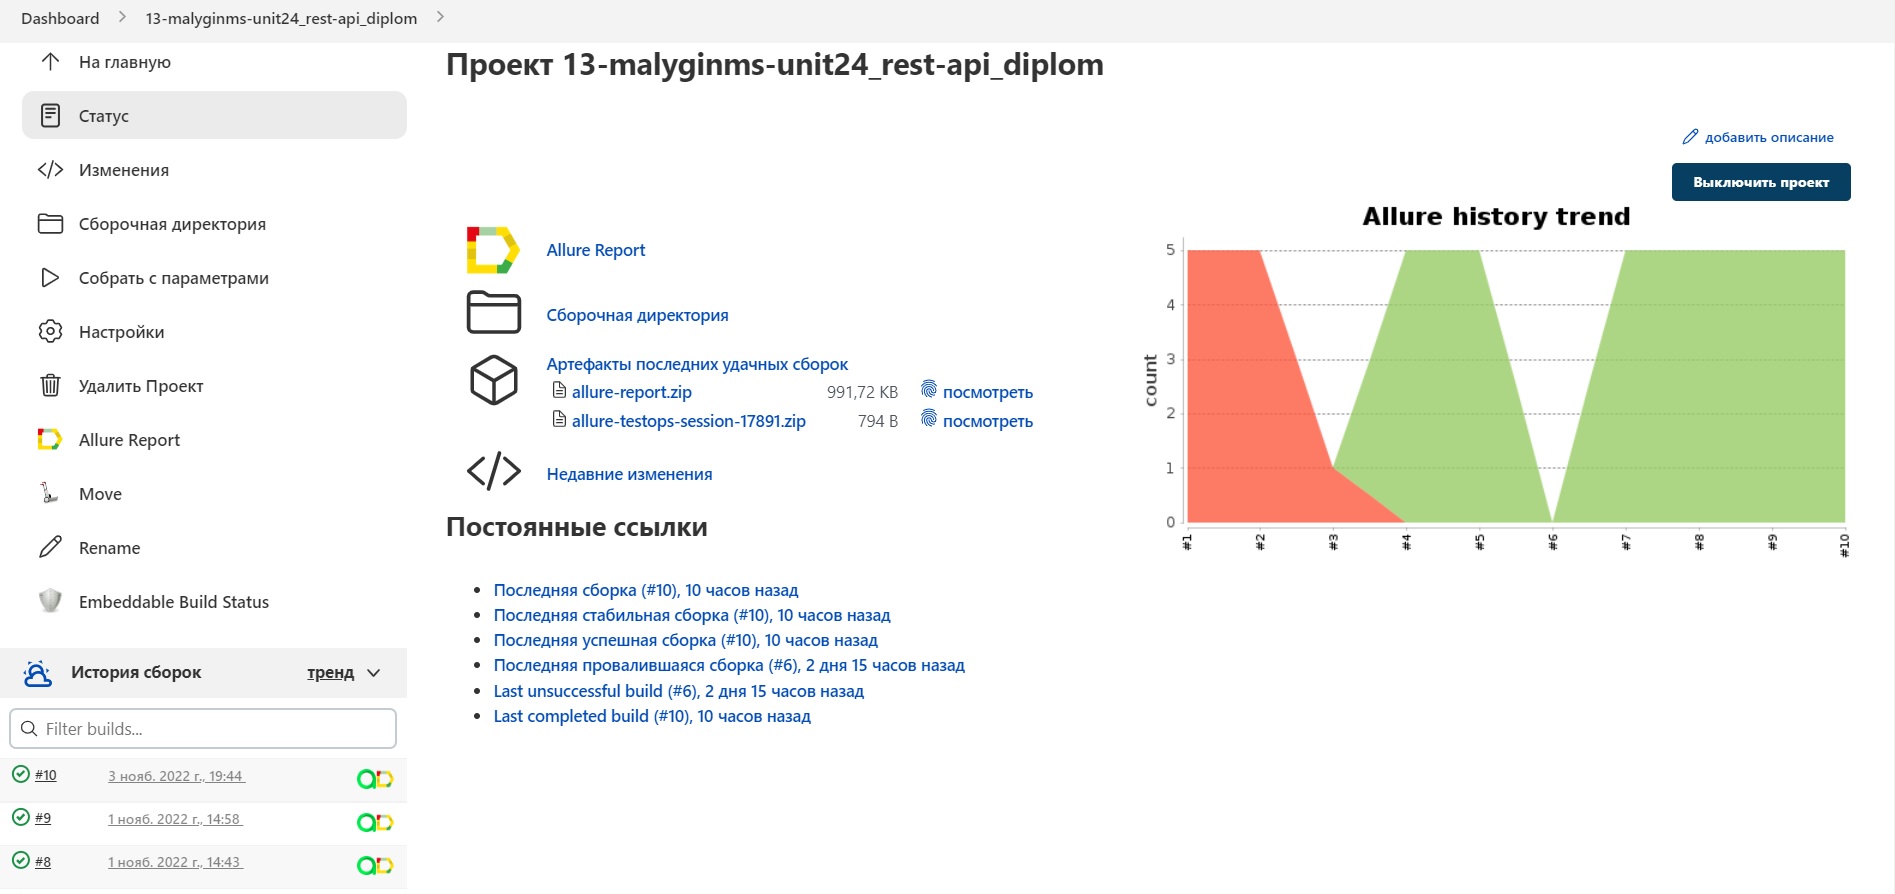 Dashboard 13-malyginms-unit24_rest-api_diplom
На главную
Статус
Изменения
Сборочная директория
Собрать с параметрами
Настройки
Удалить Проект
Allure Report
Move
Rename
Embeddable Build Status
История сборок тренд
Filter builds...
#10 3 нояб. 2022 г., 19:44
#9 1 нояб. 2022 г., 14:58
#8 1 нояб. 2022 г., 14:43
Проект 13-malyginms-unit24_rest-api_diplom
добавить описание
Выключить проект
Allure Report
Сборочная директория
Артефакты последних удачных сборок
allure-report.zip 991,72 KB посмотреть
allure-testops-session-17891.zip 794 B посмотреть
Недавние изменения
Allure history trend
count
5
4
3
2
1
0
#1 #2 #3 #4 #5 #6 #7 #8 #9 #10
Постоянные ссылки
Последняя сборка (#10), 10 часов назад
Последняя стабильная сборка (#10), 10 часов назад
Последняя успешная сборка (#10), 10 часов назад
Последняя провалившаяся сборка (#6), 2 дня 15 часов назад
Last unsuccessful build (#6), 2 дня 15 часов назад
Last completed build (#10), 10 часов назад